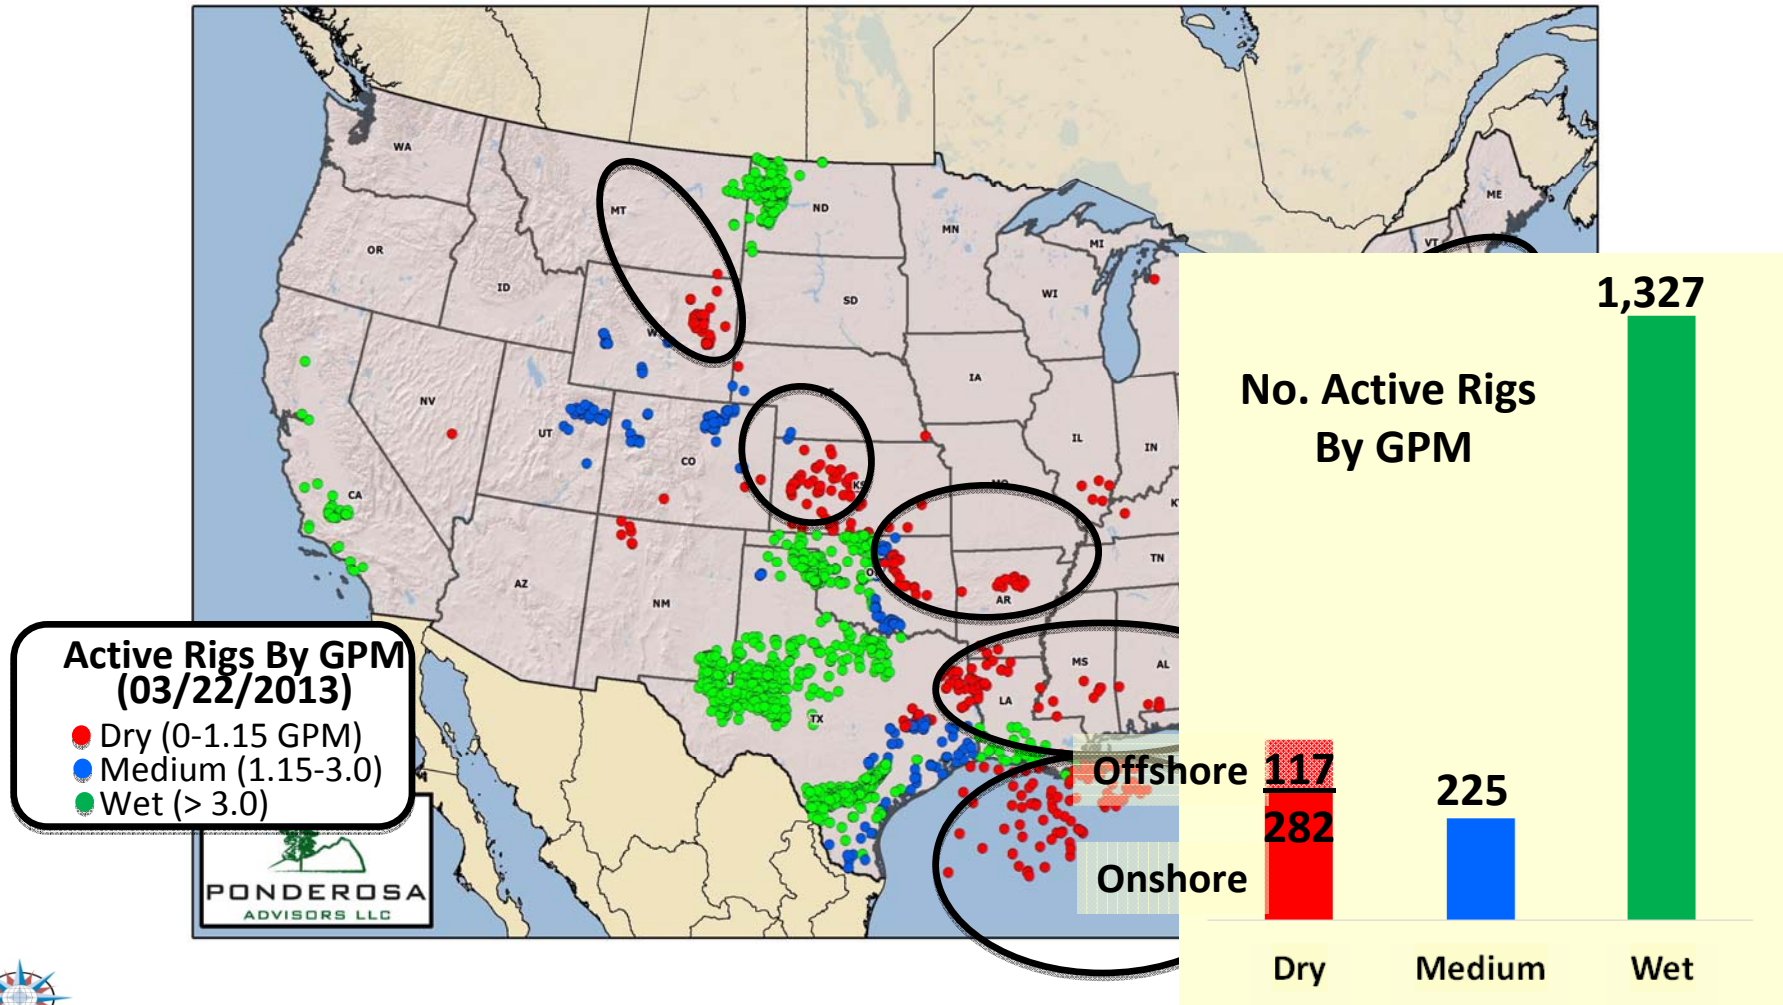 WA
MT
ND
MN
MI
ME
VT
OR
ID
SD
WI
IA
NV
UT
CO
IL
IN
CA
KS
MO
TN
AZ
NM
AR
MS
AL
LA
TX
Active Rigs By GPM
(03/22/2013)
Dry (0-1.15 GPM)
Medium (1.15-3.0)
Wet (> 3.0)
PONDEROSA
ADVISORS LLC
No. Active Rigs
By GPM
1,327
Offshore 117
225
282
Onshore
Dry Medium Wet